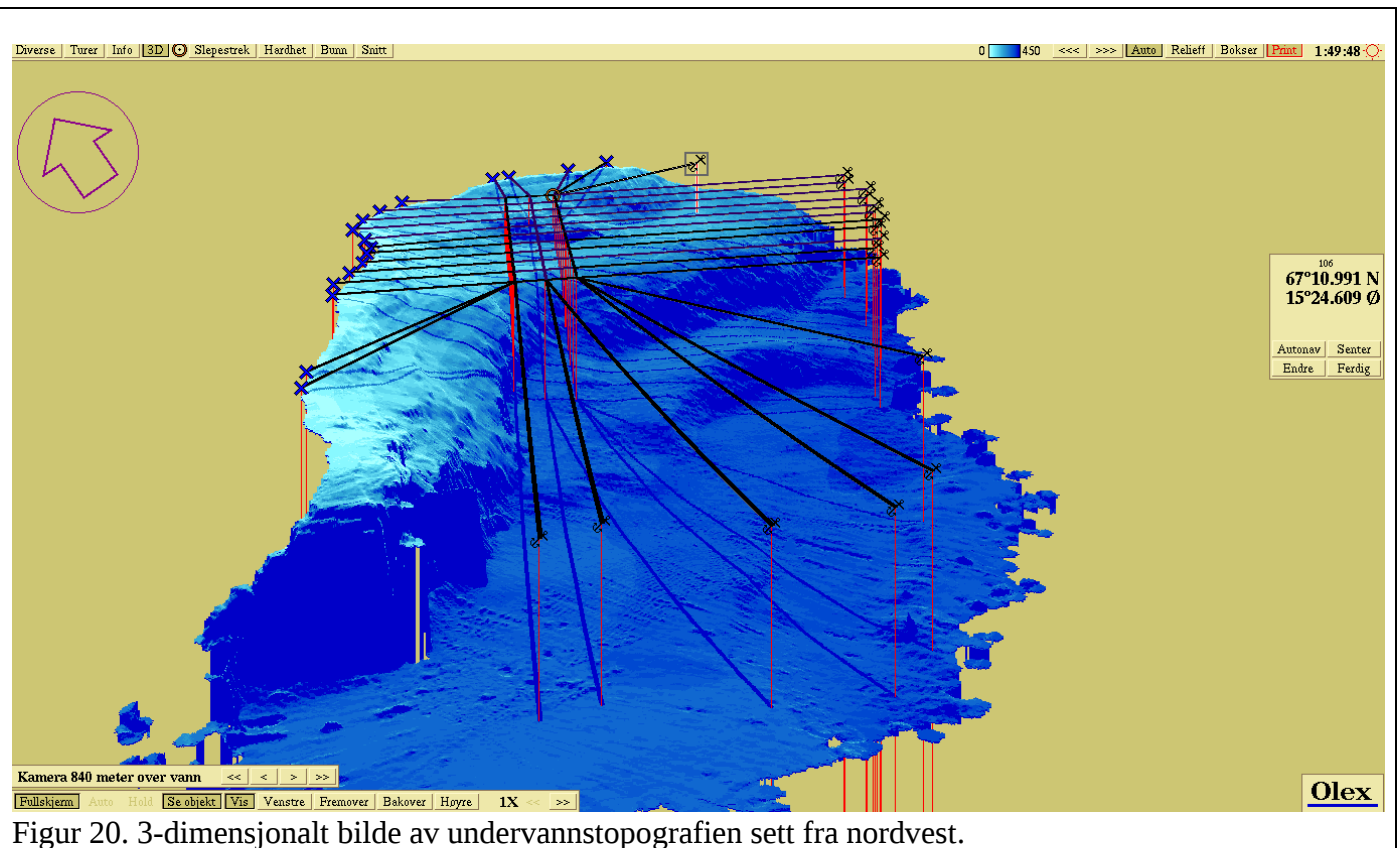 Diverse Turer Info 3D Slepestrek Hardhet Bunn Snitt 0 450 <<< >>> Auto Relieff Bokser Print 1:49:48
106
67°10.991 N
15°24.609 Ø
Autonav Senter
Endre Ferdig
Kamera 840 meter over vann << < > >>
Fullskjerm Auto Hold Se objekt Vis Venstre Fremover Bakover Høyre 1X << >>
Olex
Figur 20. 3-dimensjonalt bilde av undervannstopografien sett fra nordvest.